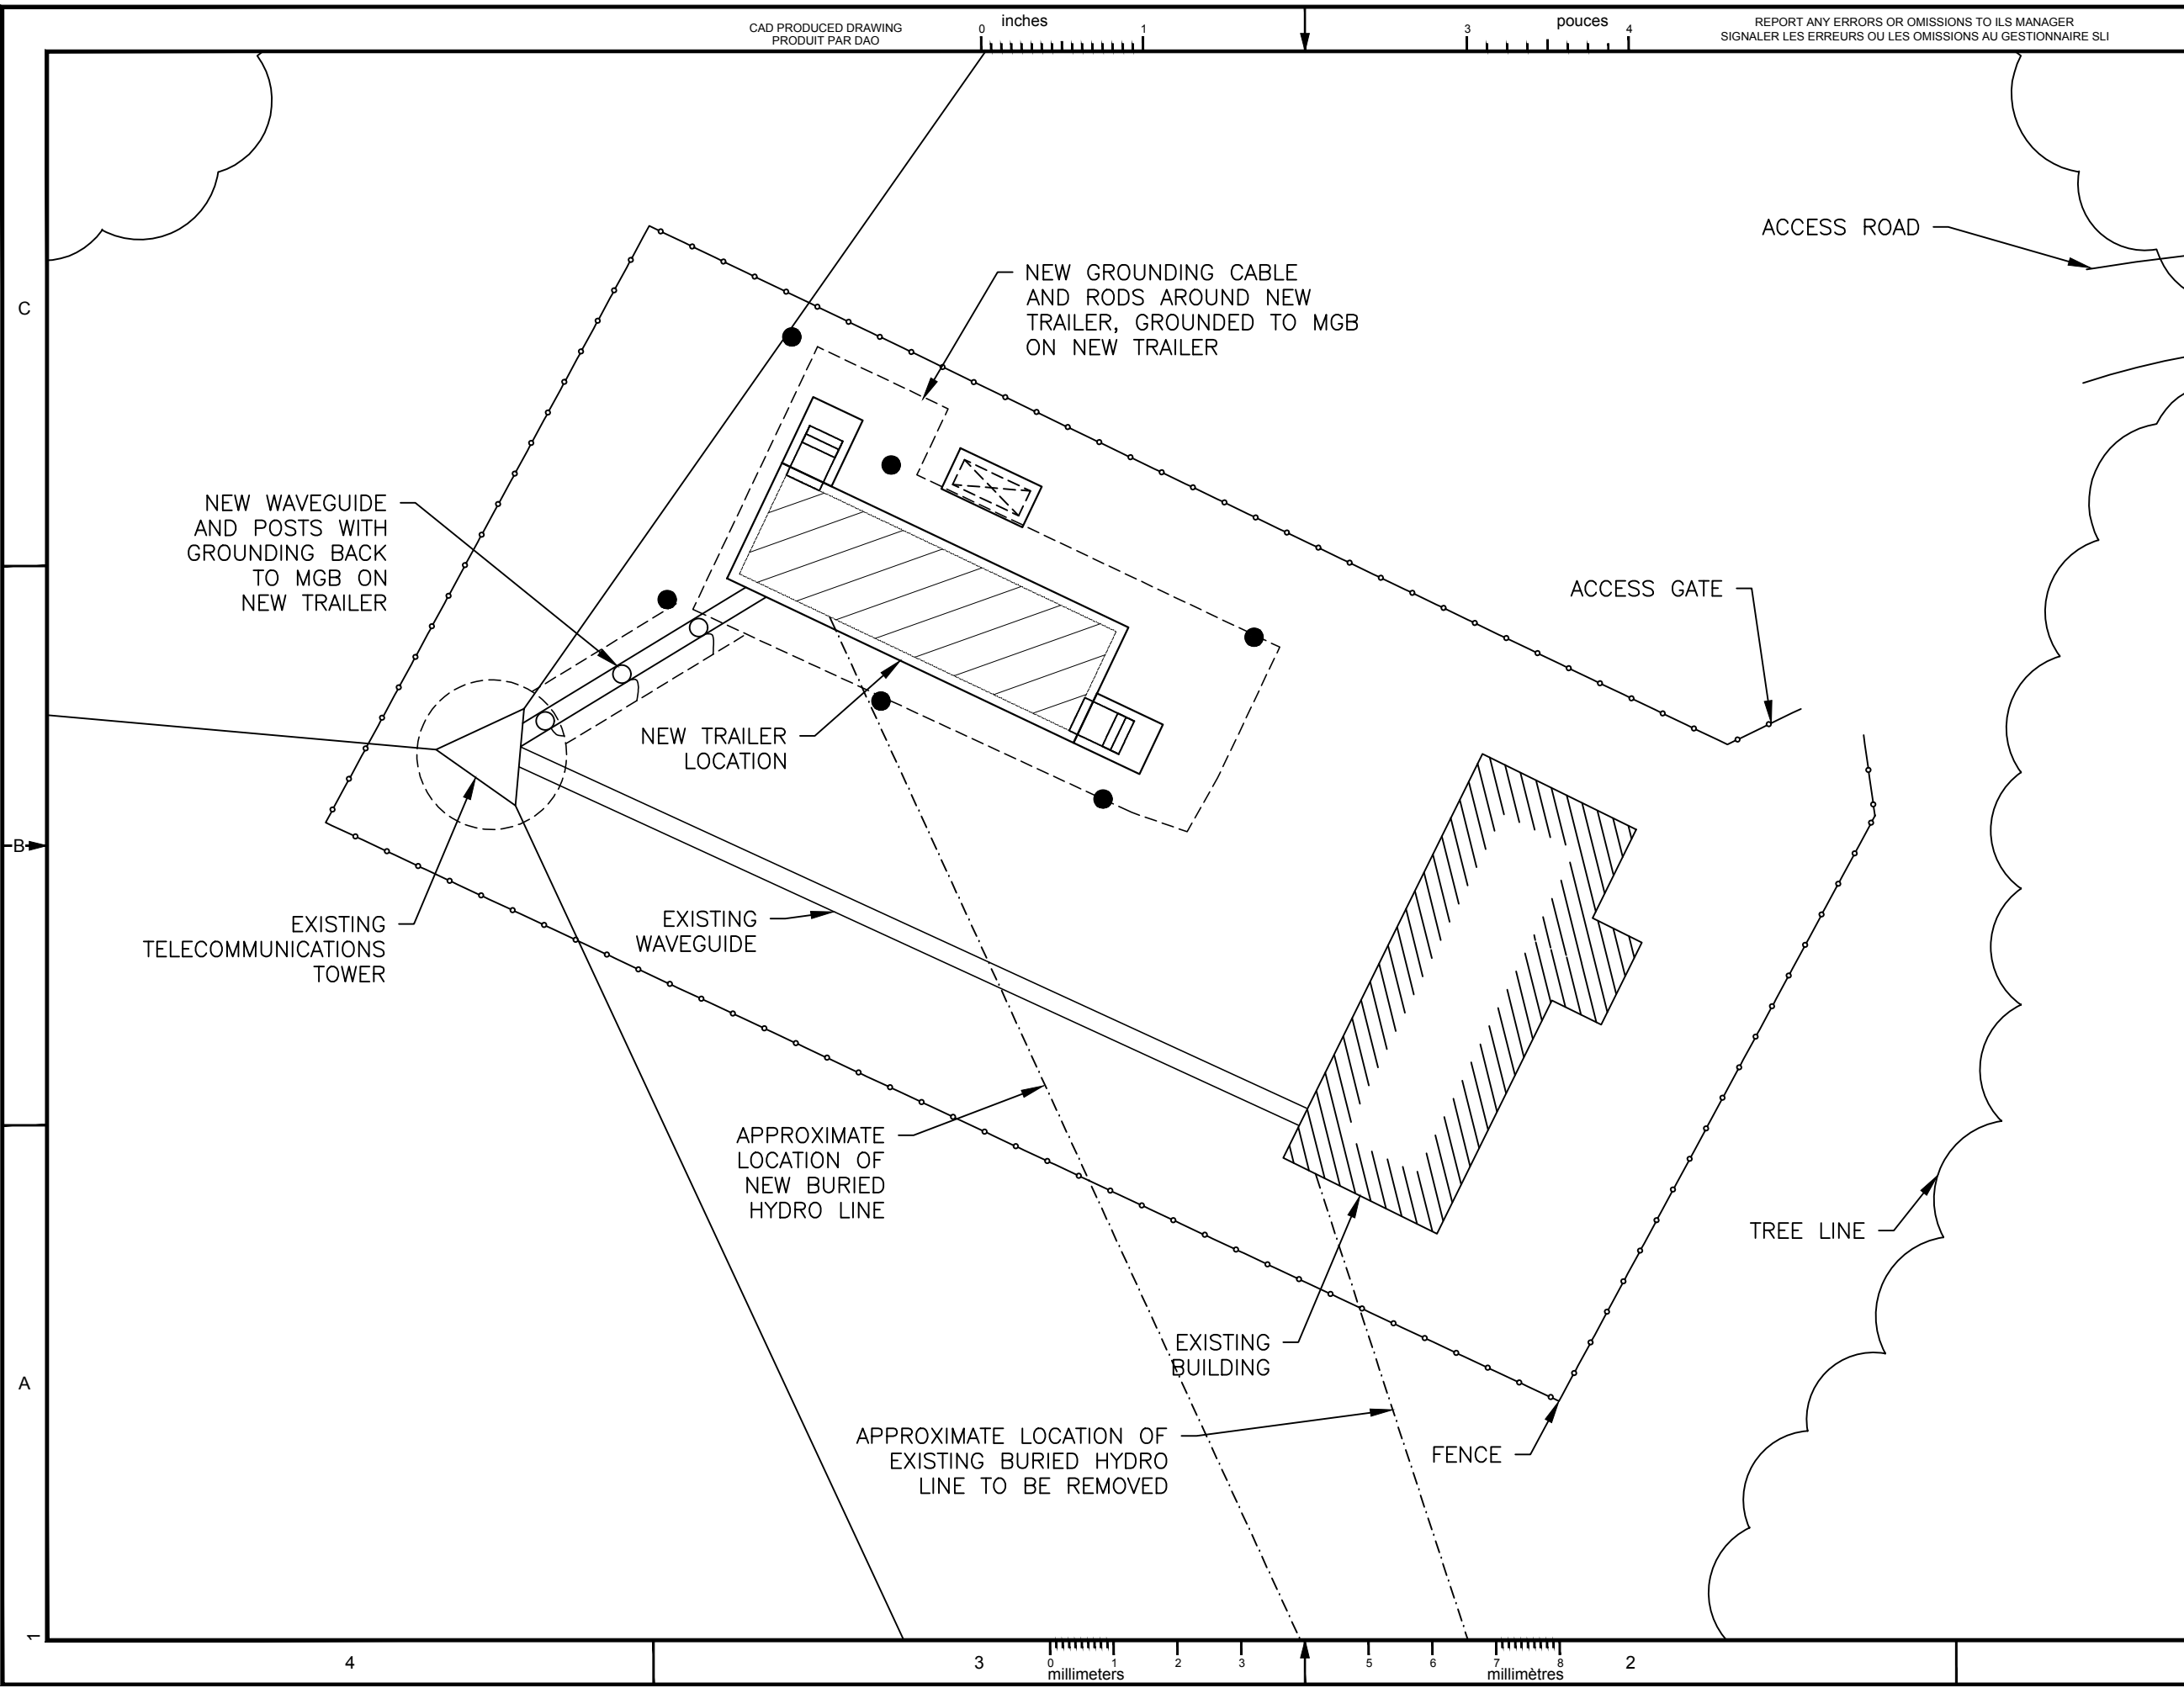 CAD PRODUCED DRAWING
PRODUIT PAR DAO
inches
0
1
3
pouces
4
REPORT ANY ERRORS OR OMISSIONS TO ILS MANAGER
SIGNALER LES ERREURS OU LES OMISSIONS AU GESTIONNAIRE SLI
ACCESS ROAD
C
NEW GROUNDING CABLE
AND RODS AROUND NEW
TRAILER, GROUNDED TO MGB
ON NEW TRAILER
NEW WAVEGUIDE
AND POSTS WITH
GROUNDING BACK
TO MGB ON
NEW TRAILER
ACCESS GATE
NEW TRAILER
LOCATION
B
EXISTING
TELECOMMUNICATIONS
TOWER
EXISTING
WAVEGUIDE
APPROXIMATE
LOCATION OF
NEW BURIED
HYDRO LINE
TREE LINE
EXISTING
BUILDING
A
APPROXIMATE LOCATION OF
EXISTING BURIED HYDRO
LINE TO BE REMOVED
FENCE
1
4
3
0
1
2
3
5
6
7
8
millimeters
millimètres
2